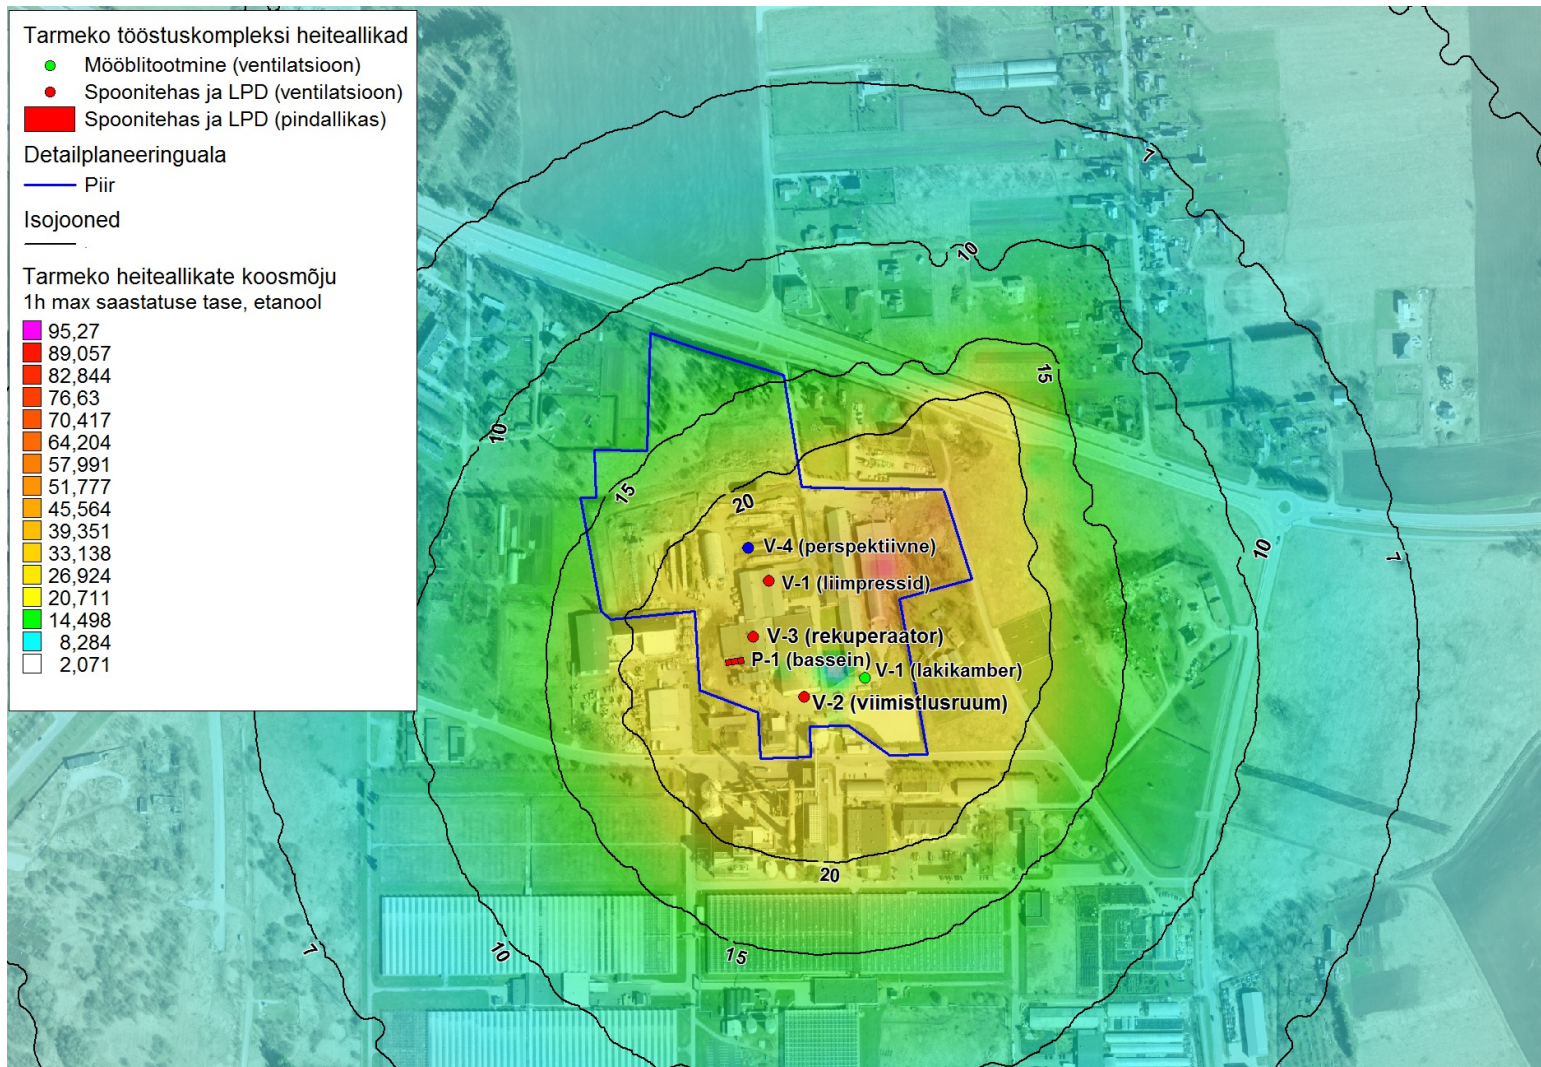 Tarmeko tööstuskompleksi heiteallikad
Mööblitootmine (ventilatsioon)
Spoonitehas ja LPD (ventilatsioon)
Spoonitehas ja LPD (pindallikas)
Detailplaneeringuala
Piir
Isojooned
Tarmeko heiteallikate koosmõju
1h max saastatuse tase, etanool
95,27
89,057
82,844
76,63
70,417
64,204
57,991
51,777
45,564
39,351
33,138
26,924
20,711
14,498
8,284
2,071
7
10
15
10
15
20
V-4 (perspektiivne)
10
7
V-1 (liimpressid)
V-3 (rekuperaator)
P-1 (bassein)
V-1 (lakikamber)
V-2 (viimistlusruum)
20
7
10
15